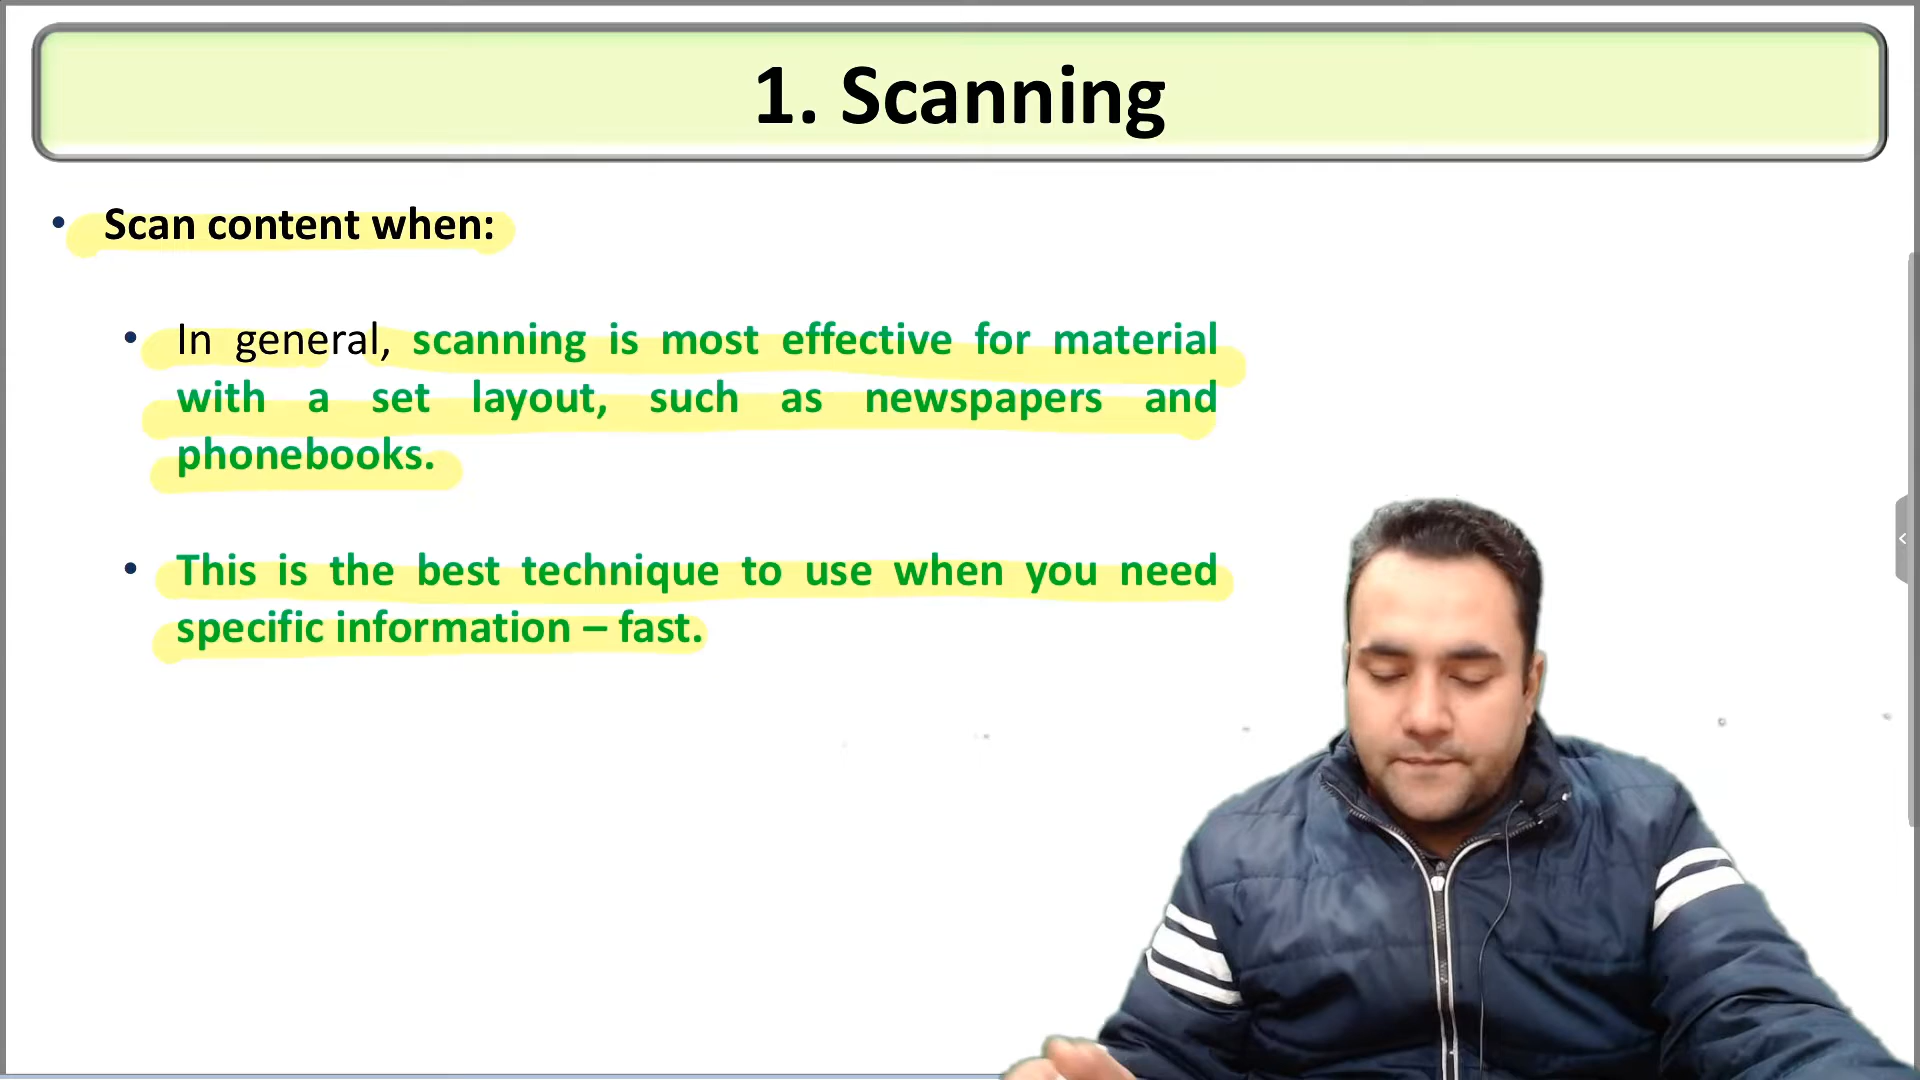 1. Scanning
• Scan content when:
• In general, scanning is most effective for material
with a set layout, such as newspapers and
phonebooks.
• This is the best technique to use when you need
specific information – fast.